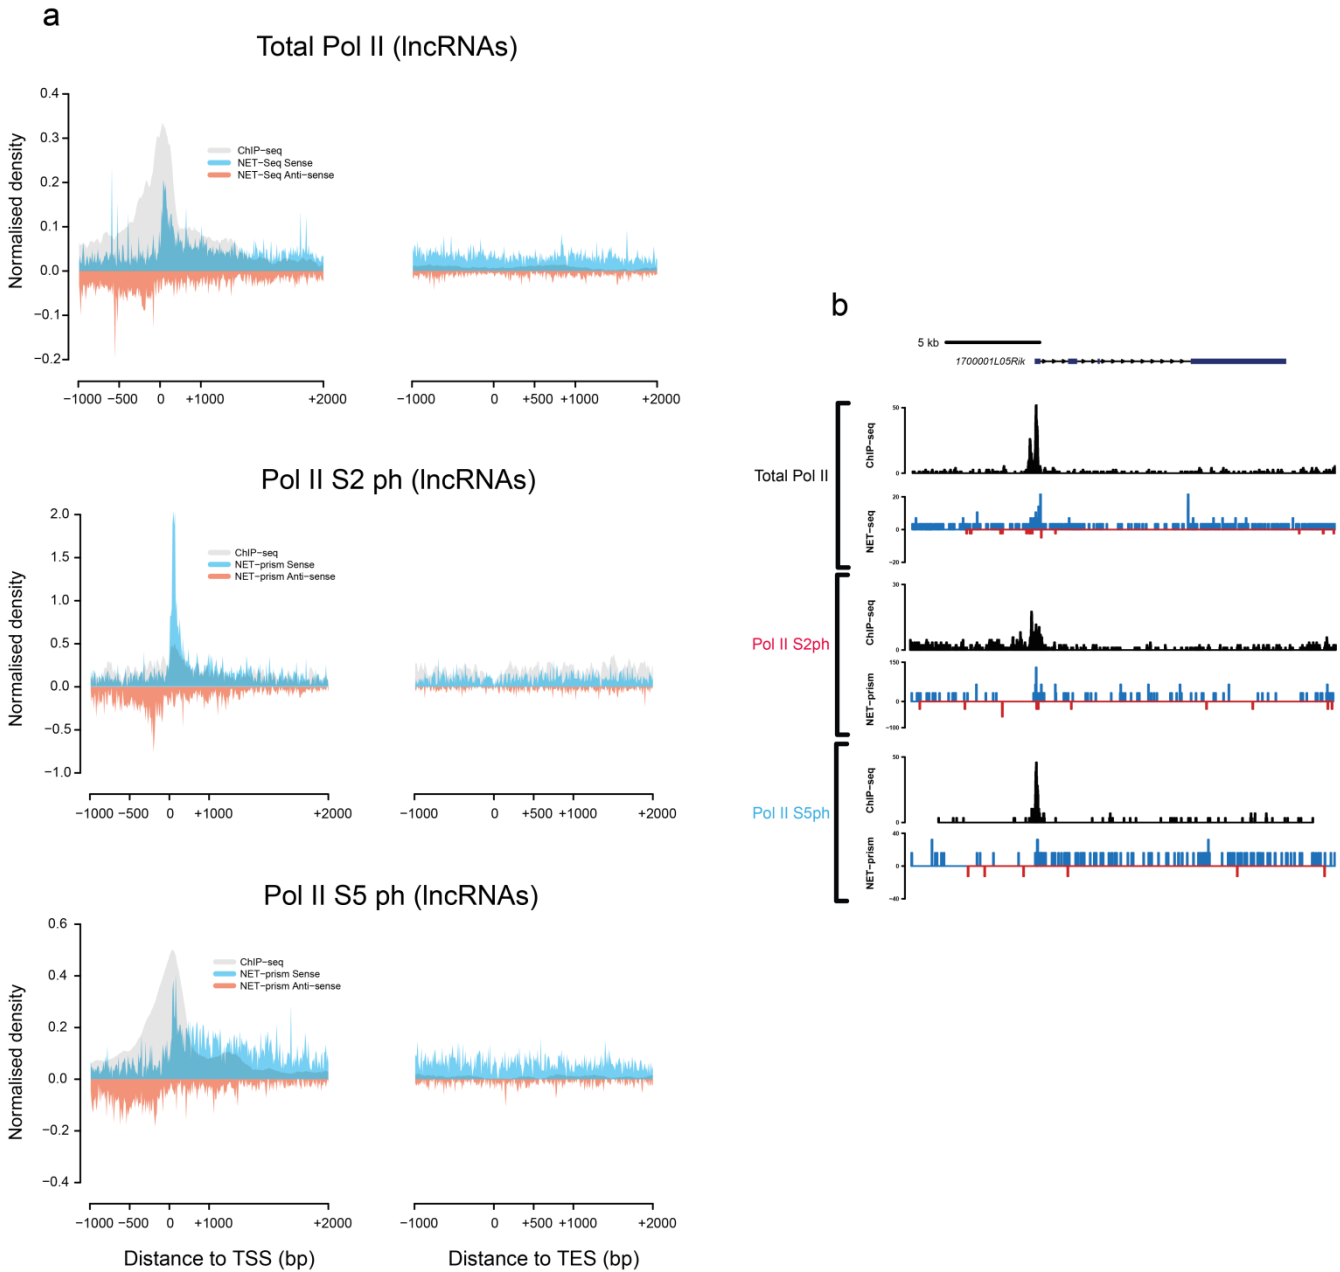 a
Total Pol II (lncRNAs)
Normalised density
0.4
0.3
0.2
0.1
0.0
−0.1
−0.2
ChIP−seq
NET−Seq Sense
NET−Seq Anti−sense
−1000 −500 0 +1000 +2000
−1000 0 +500 +1000 +2000
Pol II S2 ph (lncRNAs)
Normalised density
2.0
1.5
1.0
0.5
0.0
−0.5
−1.0
ChIP−seq
NET−prism Sense
NET−prism Anti−sense
−1000 −500 0 +1000 +2000
−1000 0 +500 +1000 +2000
Pol II S5 ph (lncRNAs)
Normalised density
0.6
0.4
0.2
0.0
−0.2
−0.4
ChIP−seq
NET−prism Sense
NET−prism Anti−sense
−1000 −500 0 +1000 +2000
−1000 0 +500 +1000 +2000
Distance to TSS (bp)
Distance to TES (bp)
b
5 kb
1700001L05Rik
Total Pol II
ChIP−seq
50
0
NET−seq
20
0
−20
Pol II S2ph
ChIP−seq
30
0
NET−prism
150
0
−100
Pol II S5ph
ChIP−seq
50
0
NET−prism
40
0
−40